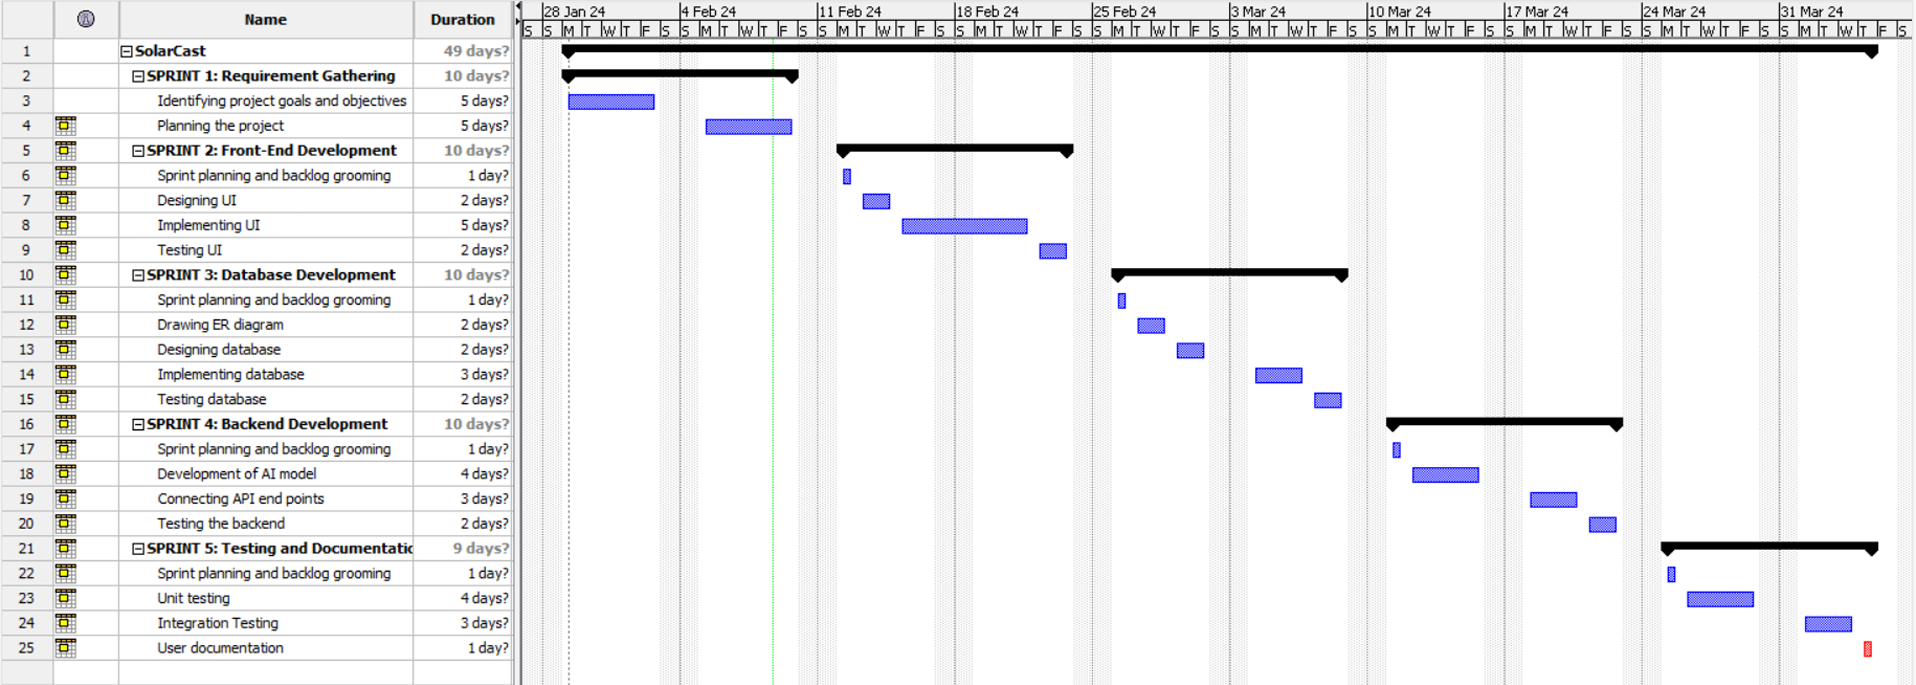 Name Duration 28 Jan 24 4 Feb 24 11 Feb 24 18 Feb 24 25 Feb 24 3 Mar 24 10 Mar 24 17 Mar 24 24 Mar 24 31 Mar 24
S S M T W T F S S M T W T F S S M T W T F S S M T W T F S S M T W T F S S M T W T F S S M T W T F S S M T W T F S S M T W T F S S M T W T F S
1 SolarCast 49 days?
2 SPRINT 1: Requirement Gathering 10 days?
3 Identifying project goals and objectives 5 days?
4 Planning the project 5 days?
5 SPRINT 2: Front-End Development 10 days?
6 Sprint planning and backlog grooming 1 day?
7 Designing UI 2 days?
8 Implementing UI 5 days?
9 Testing UI 2 days?
10 SPRINT 3: Database Development 10 days?
11 Sprint planning and backlog grooming 1 day?
12 Drawing ER diagram 2 days?
13 Designing database 2 days?
14 Implementing database 3 days?
15 Testing database 2 days?
16 SPRINT 4: Backend Development 10 days?
17 Sprint planning and backlog grooming 1 day?
18 Development of AI model 4 days?
19 Connecting API end points 3 days?
20 Testing the backend 2 days?
21 SPRINT 5: Testing and Documentatic 9 days?
22 Sprint planning and backlog grooming 1 day?
23 Unit testing 4 days?
24 Integration Testing 3 days?
25 User documentation 1 day?